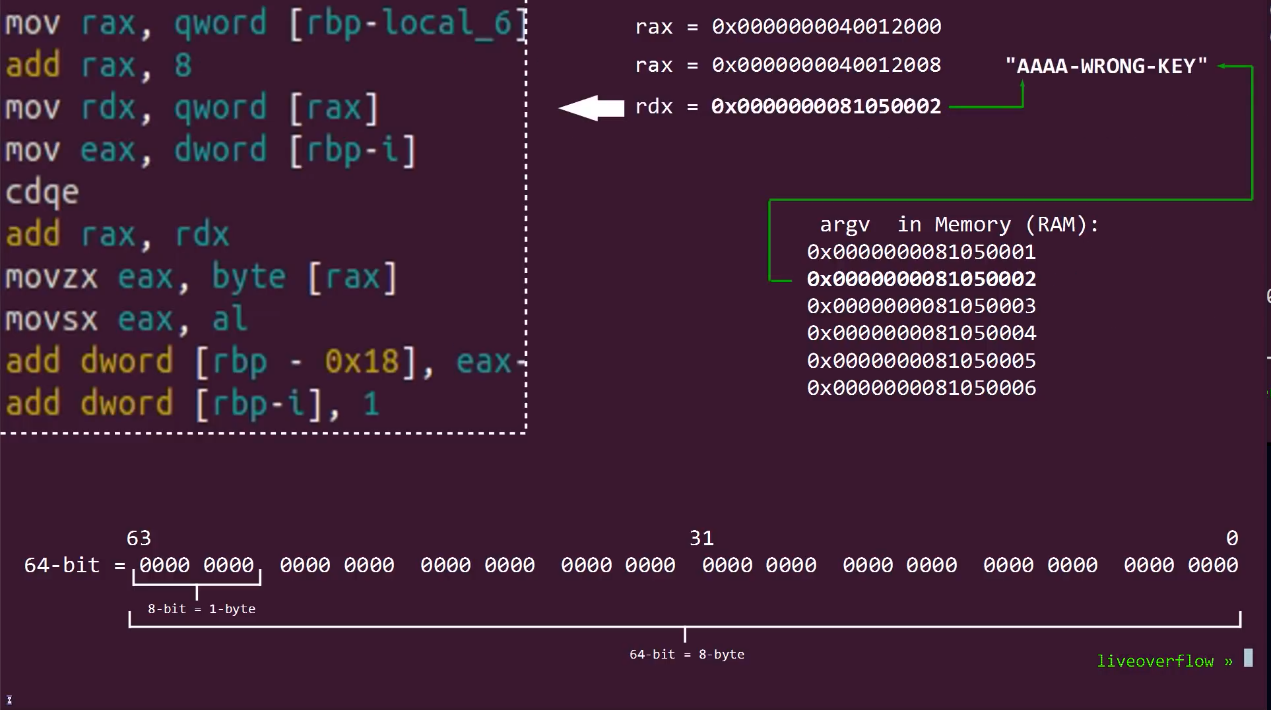 mov rax, qword [rbp-local_6]
add rax, 8
mov rdx, qword [rax]
mov eax, dword [rbp-i]
cdqe
add rax, rdx
movzx eax, byte [rax]
movsx eax, al
add dword [rbp - 0x18], eax
add dword [rbp-i], 1
rax = 0x0000000040012000
rax = 0x0000000040012008
rdx = 0x0000000081050002
"AAAA-WRONG-KEY"
argv in Memory (RAM):
0x0000000081050001
0x0000000081050002
0x0000000081050003
0x0000000081050004
0x0000000081050005
0x0000000081050006
63 31 0
64-bit = 0000 0000 0000 0000 0000 0000 0000 0000 0000 0000 0000 0000 0000 0000 0000 0000
8-bit = 1-byte
64-bit = 8-byte
liveoverflow »